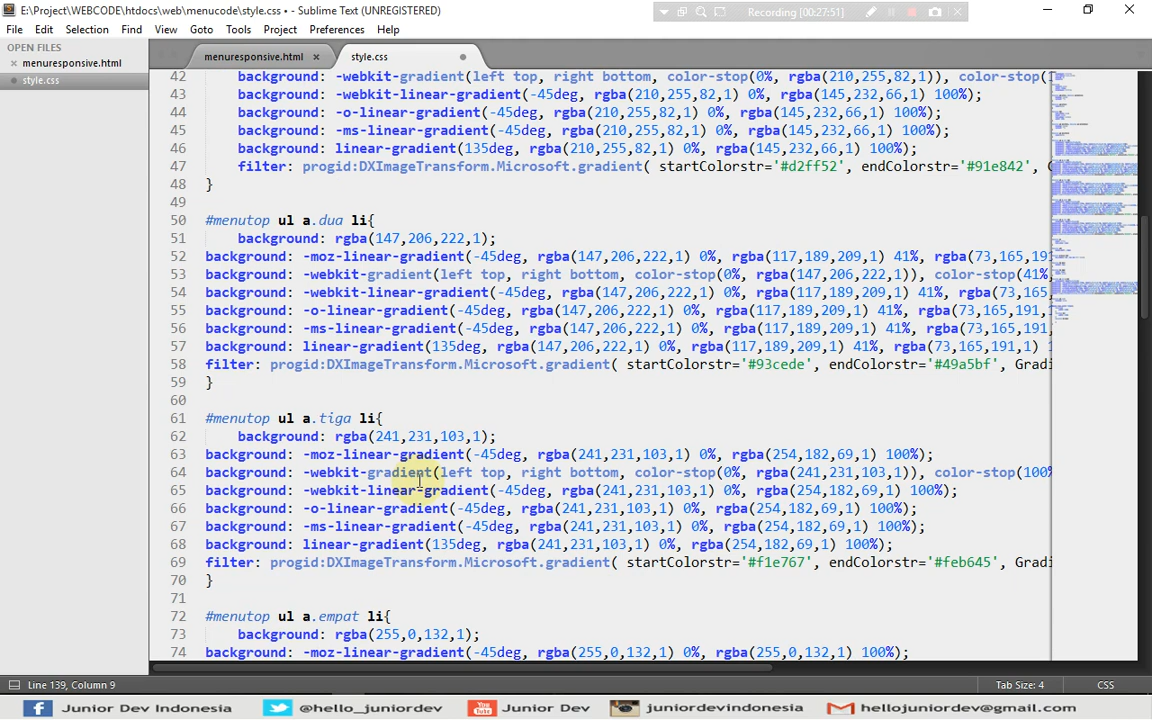 E:\Project\WEBCODE\htdocs\web\menucode\style.css • - Sublime Text (UNREGISTERED)
Recording [00:27:51]
File Edit Selection Find View Goto Tools Project Preferences Help
OPEN FILES
menuresponsive.html
style.css
menuresponsive.html
style.css
42 background: -webkit-gradient(left top, right bottom, color-stop(0%, rgba(210,255,82,1)), color-stop(1
43 background: -webkit-linear-gradient(-45deg, rgba(210,255,82,1) 0%, rgba(145,232,66,1) 100%);
44 background: -o-linear-gradient(-45deg, rgba(210,255,82,1) 0%, rgba(145,232,66,1) 100%);
45 background: -ms-linear-gradient(-45deg, rgba(210,255,82,1) 0%, rgba(145,232,66,1) 100%);
46 background: linear-gradient(135deg, rgba(210,255,82,1) 0%, rgba(145,232,66,1) 100%);
47 filter: progid:DXImageTransform.Microsoft.gradient( startColorstr='#d2ff52', endColorstr='#91e842', G
48 }
49
50 #menutop ul a.dua li{
51 background: rgba(147,206,222,1);
52 background: -moz-linear-gradient(-45deg, rgba(147,206,222,1) 0%, rgba(117,189,209,1) 41%, rgba(73,165,191
53 background: -webkit-gradient(left top, right bottom, color-stop(0%, rgba(147,206,222,1)), color-stop(41%
54 background: -webkit-linear-gradient(-45deg, rgba(147,206,222,1) 0%, rgba(117,189,209,1) 41%, rgba(73,165,
55 background: -o-linear-gradient(-45deg, rgba(147,206,222,1) 0%, rgba(117,189,209,1) 41%, rgba(73,165,191,
56 background: -ms-linear-gradient(-45deg, rgba(147,206,222,1) 0%, rgba(117,189,209,1) 41%, rgba(73,165,191,
57 background: linear-gradient(135deg, rgba(147,206,222,1) 0%, rgba(117,189,209,1) 41%, rgba(73,165,191,1) 1
58 filter: progid:DXImageTransform.Microsoft.gradient( startColorstr='#93cede', endColorstr='#49a5bf', Gradi
59 }
60
61 #menutop ul a.tiga li{
62 background: rgba(241,231,103,1);
63 background: -moz-linear-gradient(-45deg, rgba(241,231,103,1) 0%, rgba(254,182,69,1) 100%);
64 background: -webkit-gradient(left top, right bottom, color-stop(0%, rgba(241,231,103,1)), color-stop(100%
65 background: -webkit-linear-gradient(-45deg, rgba(241,231,103,1) 0%, rgba(254,182,69,1) 100%);
66 background: -o-linear-gradient(-45deg, rgba(241,231,103,1) 0%, rgba(254,182,69,1) 100%);
67 background: -ms-linear-gradient(-45deg, rgba(241,231,103,1) 0%, rgba(254,182,69,1) 100%);
68 background: linear-gradient(135deg, rgba(241,231,103,1) 0%, rgba(254,182,69,1) 100%);
69 filter: progid:DXImageTransform.Microsoft.gradient( startColorstr='#f1e767', endColorstr='#feb645', Gradi
70 }
71
72 #menutop ul a.empat li{
73 background: rgba(255,0,132,1);
74 background: -moz-linear-gradient(-45deg, rgba(255,0,132,1) 0%, rgba(255,0,132,1) 100%);
Line 139, Column 9 Tab Size: 4 CSS
Junior Dev Indonesia @hello_juniordev Junior Dev juniordevindonesia hellojuniordev@gmail.com